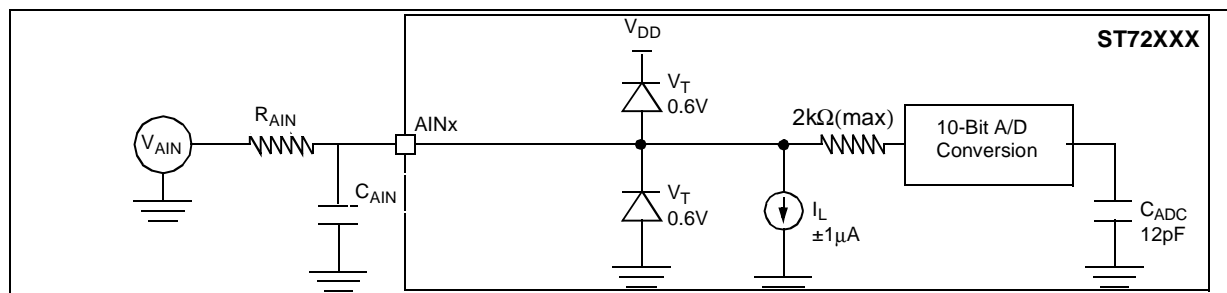 V_DD
ST72XXX
V_T
0.6V
R_AIN
AINx
2kΩ(max)
10-Bit A/D
Conversion
V_AIN
C_AIN
V_T
0.6V
I_L
±1μA
C_ADC
12pF